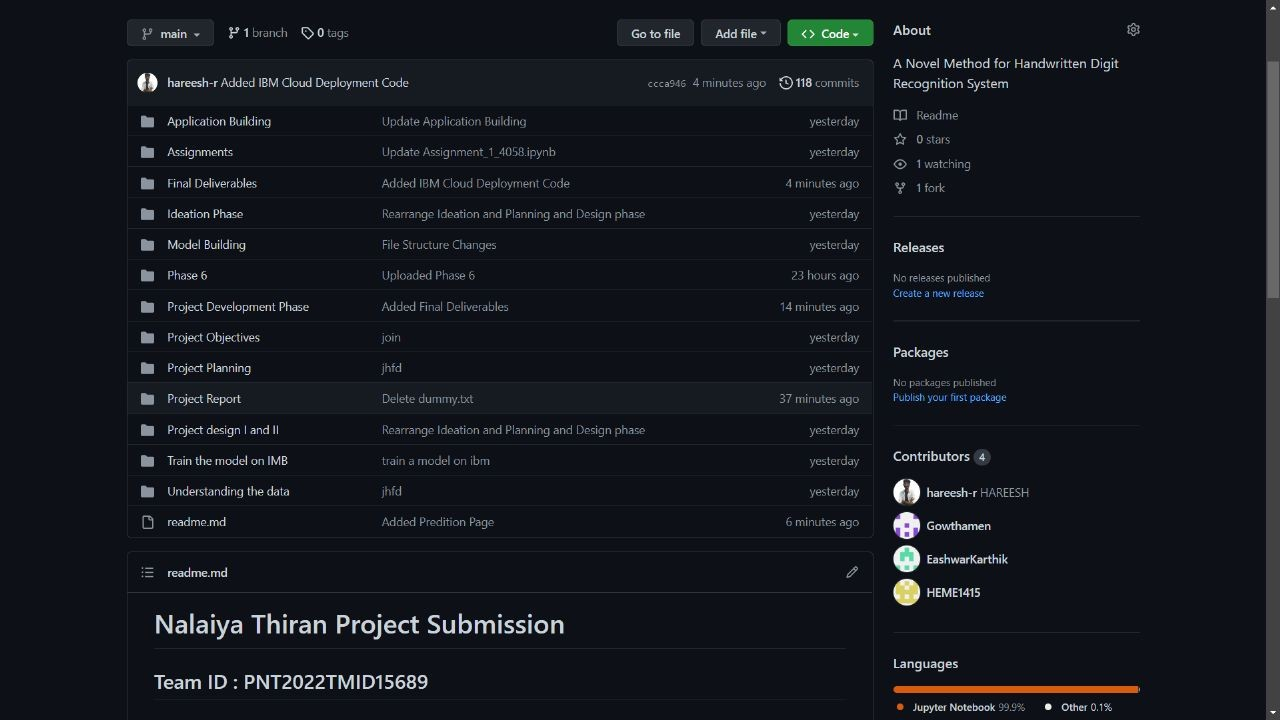 main
1 branch
0 tags
Go to file
Add file
<> Code
hareesh-r Added IBM Cloud Deployment Code
ccca946 4 minutes ago
118 commits
Application Building Update Application Building yesterday
Assignments Update Assignment_1_4058.ipynb yesterday
Final Deliverables Added IBM Cloud Deployment Code 4 minutes ago
Ideation Phase Rearrange Ideation and Planning and Design phase yesterday
Model Building File Structure Changes yesterday
Phase 6 Uploaded Phase 6 23 hours ago
Project Development Phase Added Final Deliverables 14 minutes ago
Project Objectives join yesterday
Project Planning jhfd yesterday
Project Report Delete dummy.txt 37 minutes ago
Project design I and II Rearrange Ideation and Planning and Design phase yesterday
Train the model on IMB train a model on ibm yesterday
Understanding the data jhfd yesterday
readme.md Added Predition Page 6 minutes ago
readme.md
Nalaiya Thiran Project Submission
Team ID : PNT2022TMID15689
About
A Novel Method for Handwritten Digit
Recognition System
Readme
0 stars
1 watching
1 fork
Releases
No releases published
Create a new release
Packages
No packages published
Publish your first package
Contributors 4
hareesh-r HAREESH
Gowthamen
EashwarKarthik
HEME1415
Languages
Jupyter Notebook 99.9% Other 0.1%